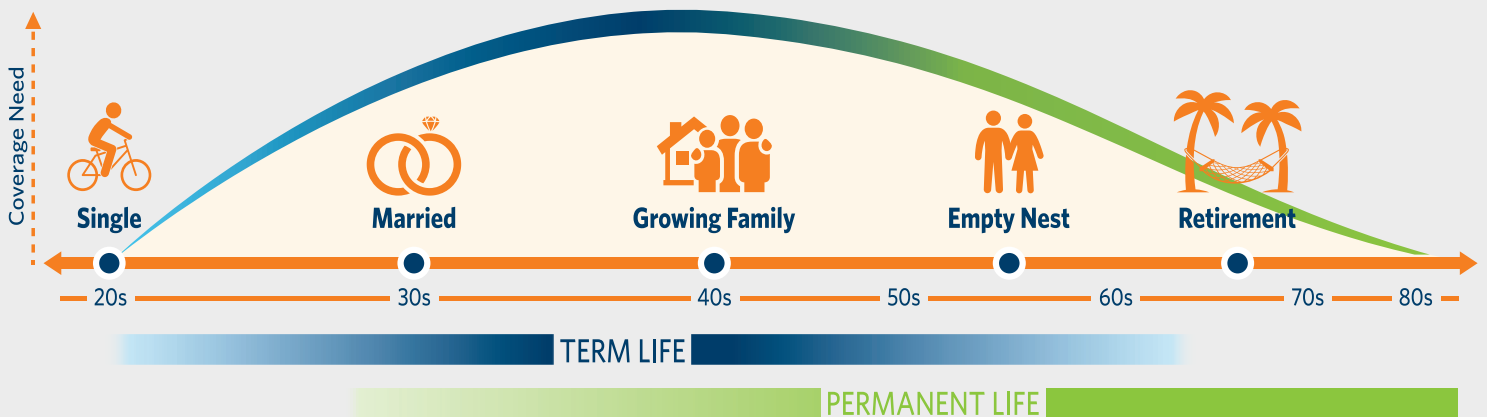 Coverage Need
Single
Married
Growing Family
Empty Nest
Retirement
20s
30s
40s
50s
60s
70s
80s
TERM LIFE
PERMANENT LIFE